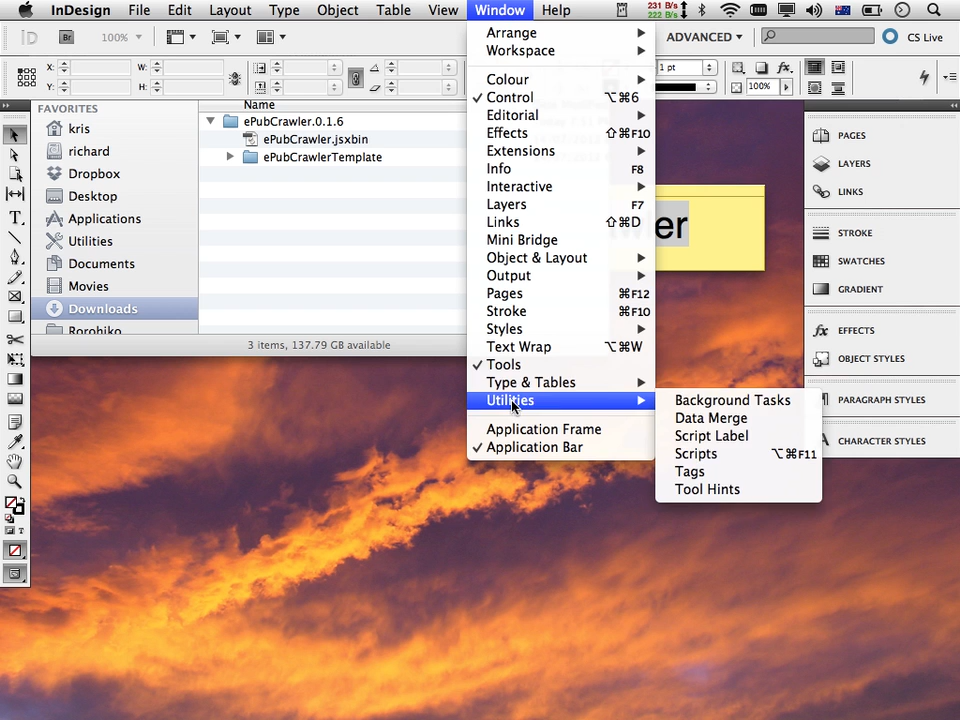 InDesign File Edit Layout Type Object Table View Window Help 231 B/s 222 B/s
Br 100% ADVANCED CS Live
X: W: 1 pt fx
Y: H: 100%
FAVORITES
kris
richard
Dropbox
Desktop
Applications
Utilities
Documents
Movies
Downloads
Rorohiko
Name
ePubCrawler.0.1.6
ePubCrawler.jsxbin
ePubCrawlerTemplate
3 items, 137.79 GB available
Arrange
Workspace
Colour
Control ⌥⌘6
Editorial
Effects ⇧⌘F10
Extensions
Info F8
Interactive
Layers F7
Links ⇧⌘D
Mini Bridge
Object & Layout
Output
Pages ⌘F12
Stroke ⌘F10
Styles
Text Wrap ⌥⌘W
Tools
Type & Tables
Utilities
Application Frame
Application Bar
Background Tasks
Data Merge
Script Label
Scripts ⌥⌘F11
Tags
Tool Hints
ler
PAGES
LAYERS
LINKS
STROKE
SWATCHES
GRADIENT
fx EFFECTS
OBJECT STYLES
PARAGRAPH STYLES
CHARACTER STYLES